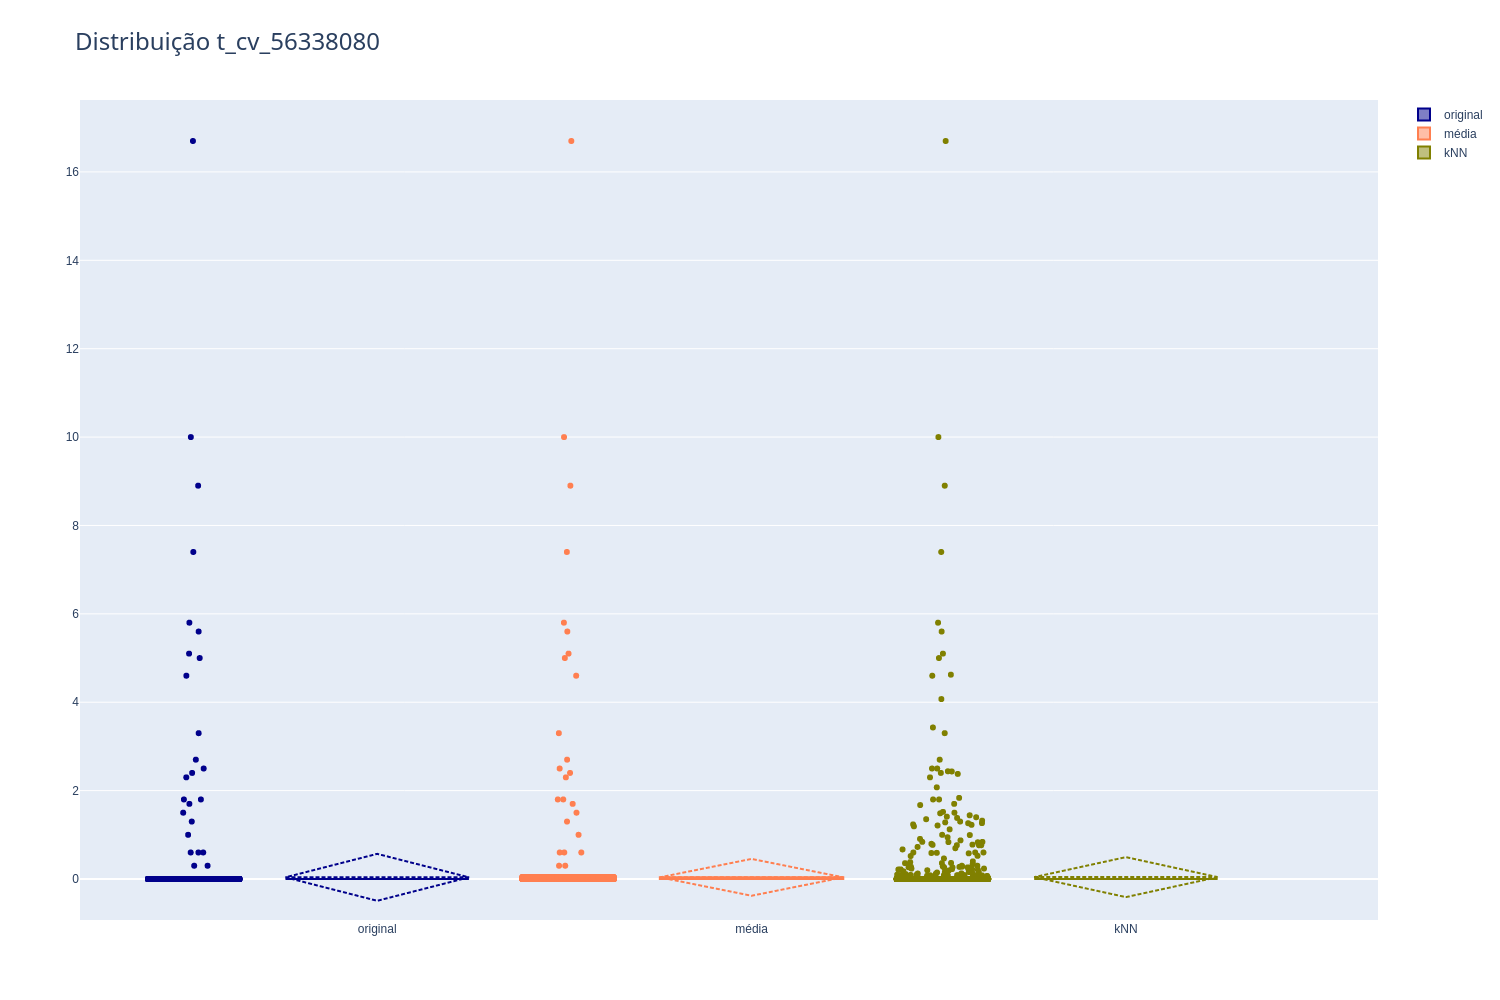 Distribuição t_cv_56338080
original
média
kNN
16
14
12
10
8
6
4
2
0
original
média
kNN